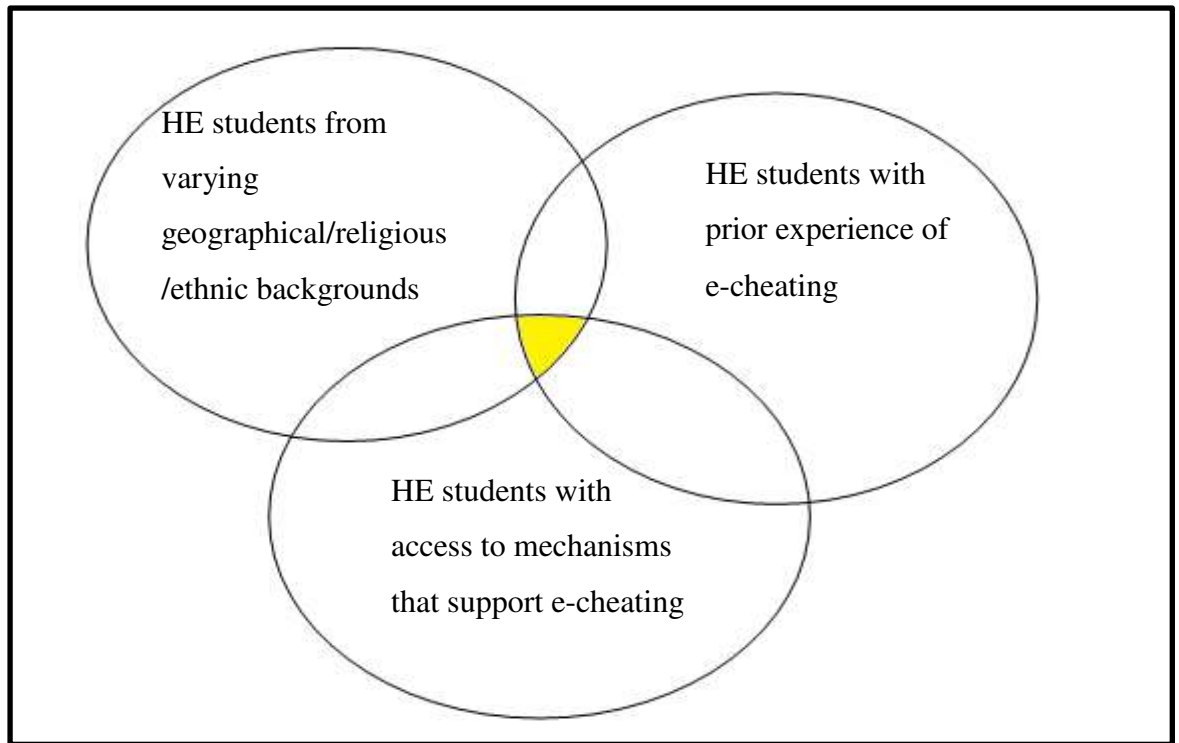 HE students from
varying
geographical/religious
/ethnic backgrounds
HE students with
prior experience of
e-cheating
HE students with
access to mechanisms
that support e-cheating